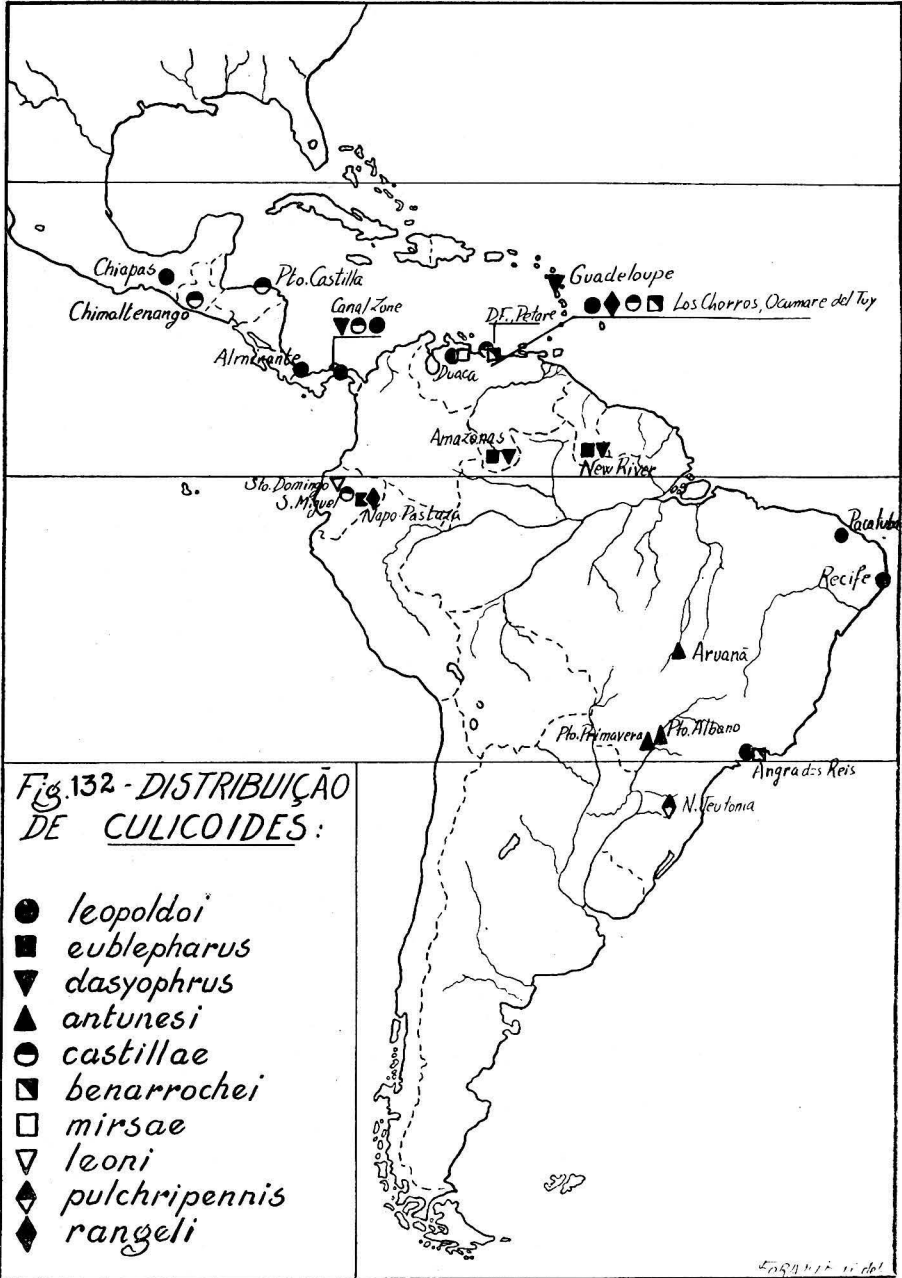 Chiapas
Chimaltenango
Pto. Castilla
Canal Zone
Guadeloupe
D.F., Petare
Los Chorros, Ocumare del Tuy
Almirante
Duaca
Amazonas
New River
Sto. Domingo
S. Miguel
Napo-Pastaza
Pacatuba
Recife
Aruanã
Pto. Primavera
Pto. Albano
Angra dos Reis
N. Teutonia
Fig. 132 - DISTRIBUIÇÃO
DE CULICOIDES:
leopoldoi
eublepharus
dasyophrus
antunesi
castillae
benarrochei
mirsae
leoni
pulchripennis
rangeli